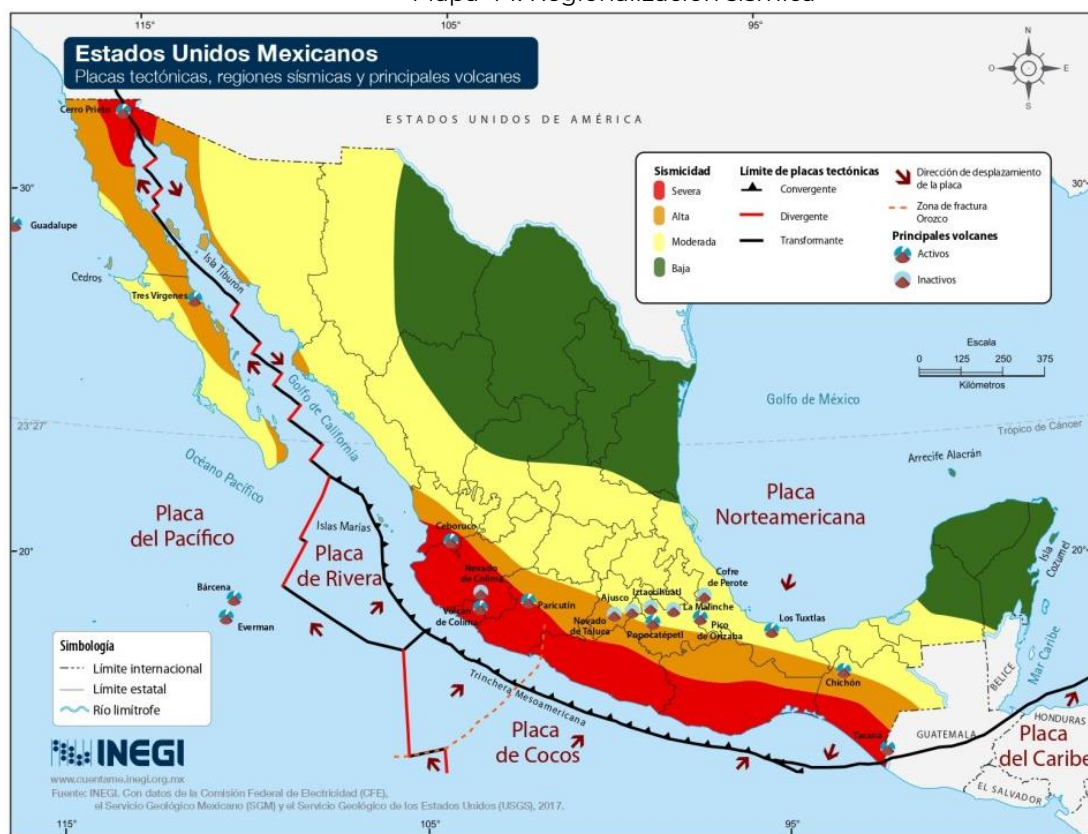 Mapa 14. Regionalización sísmica
115°
105°
95°
Estados Unidos Mexicanos
Placas tectónicas, regiones sísmicas y principales volcanes
N
O
E
S
ESTADOS UNIDOS DE AMÉRICA
Cerro Prieto
30°
30°
Guadalupe
Cedros
Isla Tiburón
Tres Vírgenes
Sismicidad
Severa
Alta
Moderada
Baja
Límite de placas tectónicas
Convergente
Divergente
Transformante
Dirección de desplazamiento
de la placa
Zona de fractura
Orozco
Principales volcanes
Activos
Inactivos
Escala
0 125 250 375
Kilómetros
Golfo de California
Golfo de México
23°27'
Trópico de Cáncer
Océano Pacífico
Arrecife Alacrán
Placa
del Pacífico
Placa
Norteamericana
Islas Marías
Placa
de Rivera
20°
20°
Ceboruco
Nevado
de Colima
Volcán
de Colima
Paricutín
Ajusco
Iztaccíhuatl
Cofre
de Perote
La Malinche
Nevado
de Toluca
Popocatépetl
Pico
de Orizaba
Los Tuxtlas
Isla
Cozumel
Bárcena
Everman
Chichón
Tacaná
Mar Caribe
BELICE
GUATEMALA
HONDURAS
EL SALVADOR
Placa
del Caribe
Trinchera Mesoamericana
Placa
de Cocos
Simbología
Límite internacional
Límite estatal
Río limítrofe
INEGI
www.cuentame.inegi.org.mx
Fuente: INEGI. Con datos de la Comisión Federal de Electricidad (CFE),
el Servicio Geológico Mexicano (SGM) y el Servicio Geológico de los Estados Unidos (USGS), 2017.
115°
105°
95°